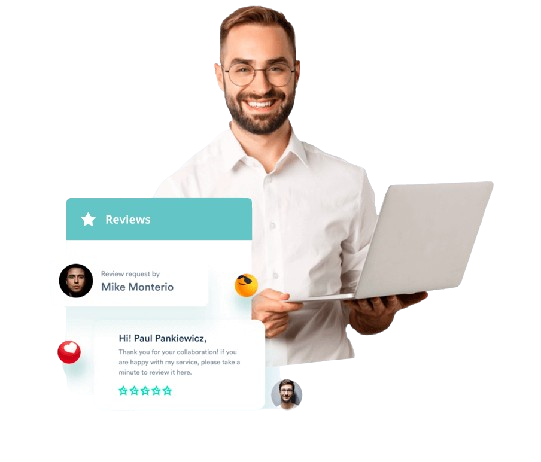 Reviews
Review request by
Mike Monterio
Hi! Paul Pankiewicz,
Thank you for your collaboration! if you
are happy with my service, please take a
minute to review it here.